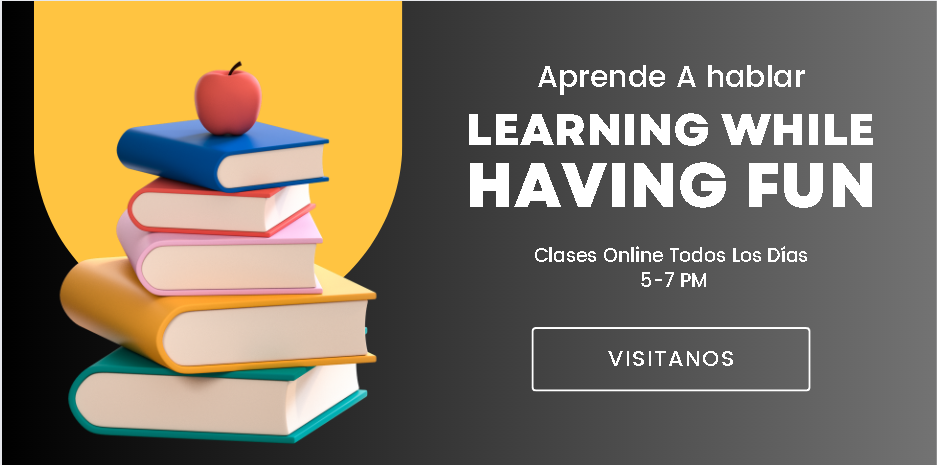 Aprende A hablar
LEARNING WHILE
HAVING FUN
Clases Online Todos Los Días
5-7 PM
VISITANOS